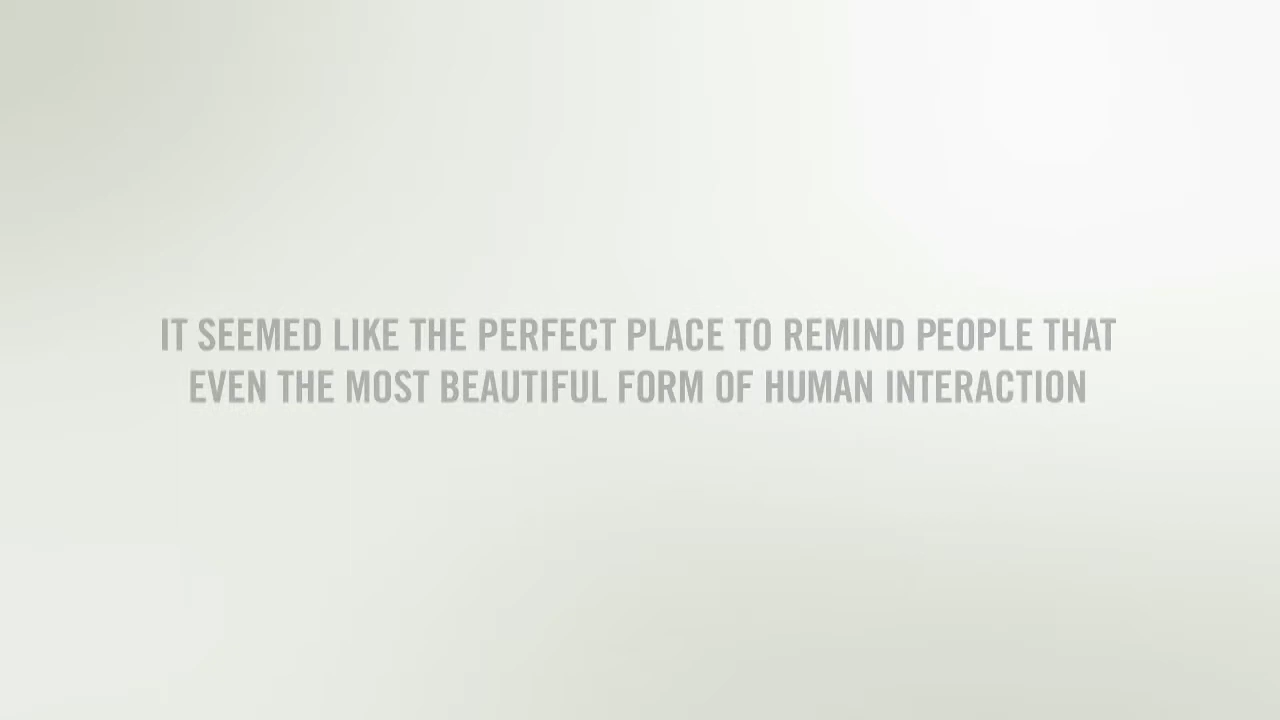 IT SEEMED LIKE THE PERFECT PLACE TO REMIND PEOPLE THAT
EVEN THE MOST BEAUTIFUL FORM OF HUMAN INTERACTION